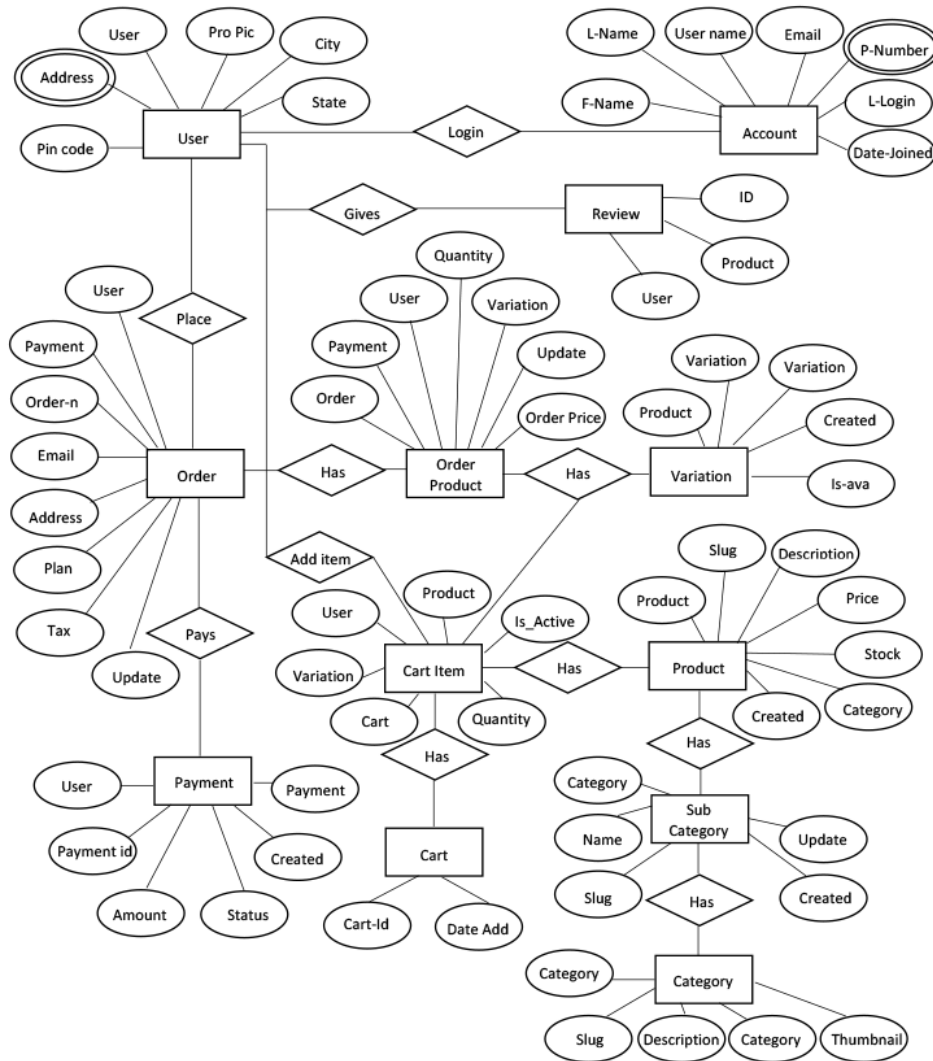 User
Pro Pic
City
Address
State
User
Pin code
L-Name
User name
Email
P-Number
F-Name
Login
Account
L-Login
Date-Joined
Gives
Review
ID
Product
User
User
Place
Payment
Order-n
Email
Order
Address
Plan
Tax
Update
Pays
Quantity
User
Variation
Payment
Update
Order
Order Price
Has
Order
Product
Has
Variation
Variation
Product
Created
Variation
Is-ava
Add item
User
Product
Is_Active
Variation
Cart Item
Cart
Quantity
Has
Has
Slug
Description
Product
Price
Product
Stock
Category
Created
Has
User
Payment
Payment
Payment id
Created
Amount
Status
Cart
Cart-Id
Date Add
Category
Sub
Category
Name
Update
Slug
Created
Has
Category
Category
Slug
Description
Category
Thumbnail